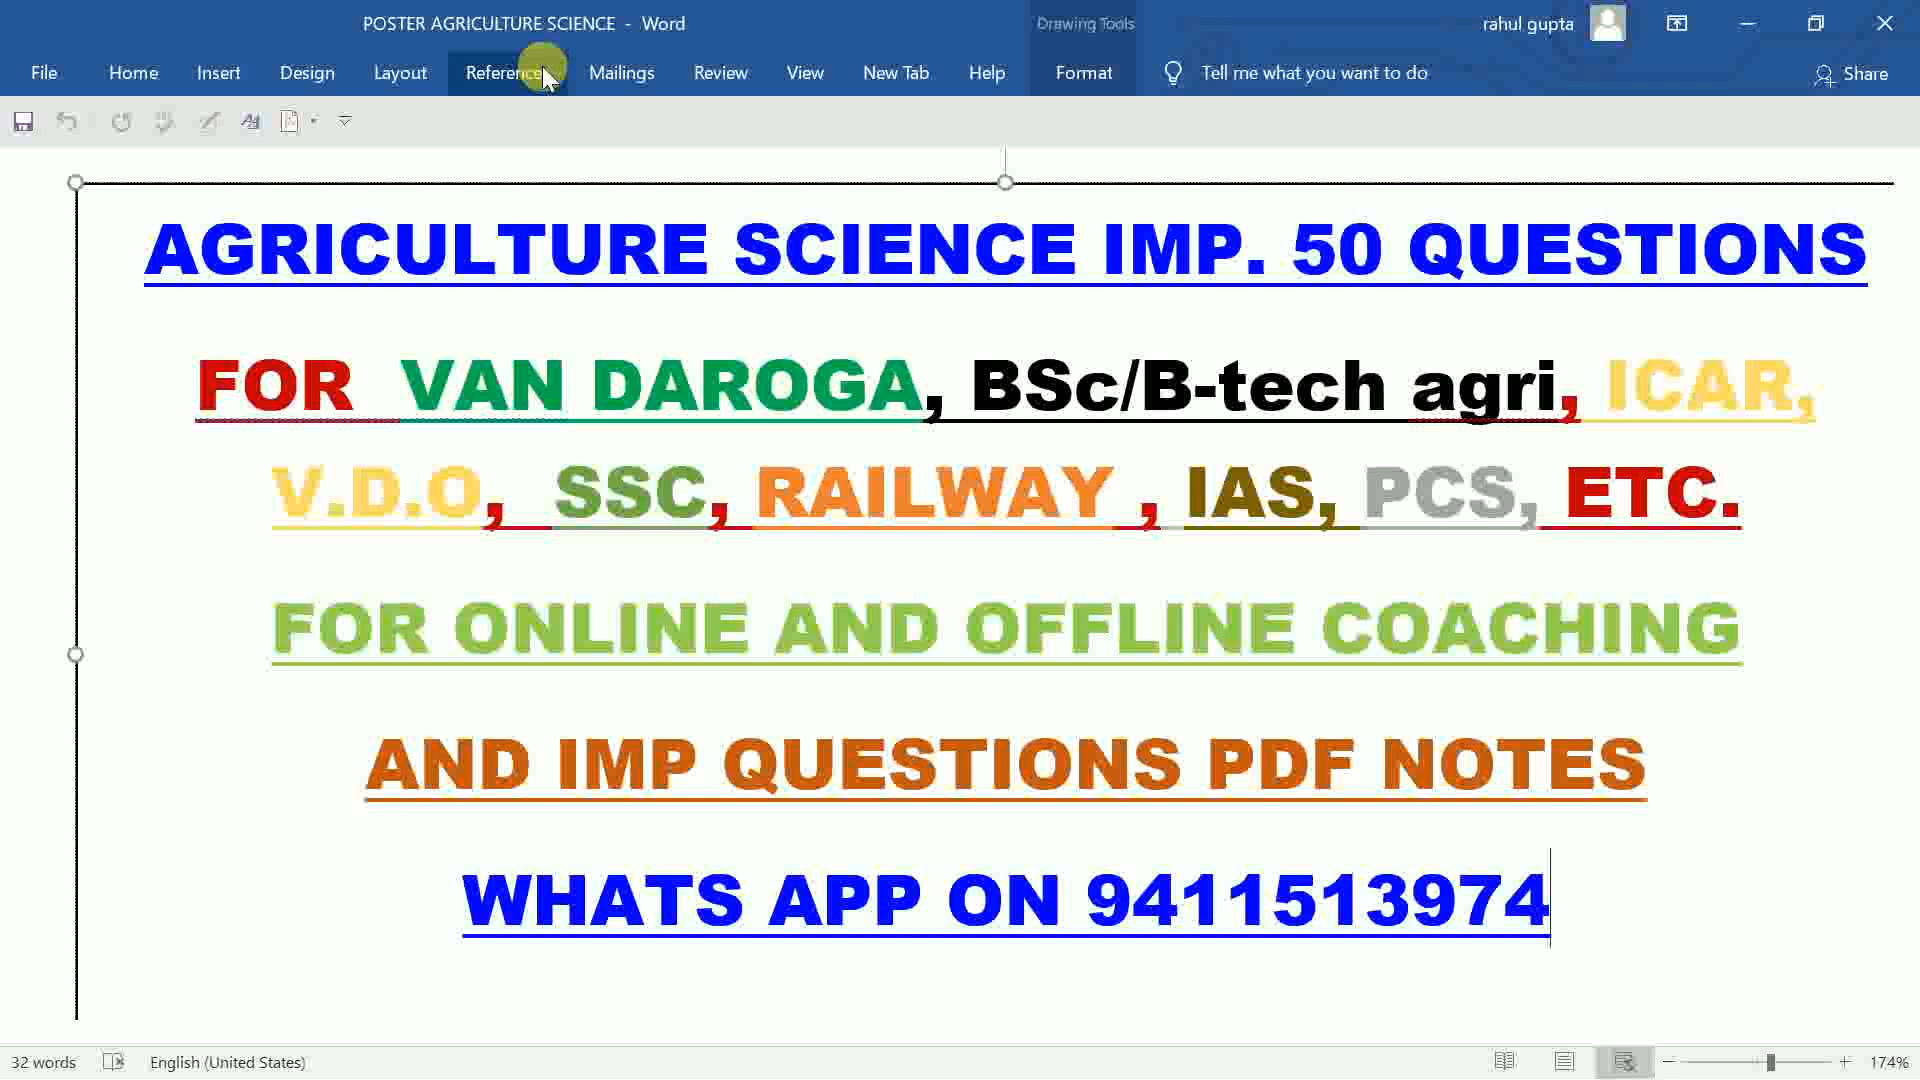 POSTER AGRICULTURE SCIENCE - Word
Drawing Tools
rahul gupta
File Home Insert Design Layout References Mailings Review View New Tab Help Format Tell me what you want to do Share
AGRICULTURE SCIENCE IMP. 50 QUESTIONS
FOR VAN DAROGA, BSc/B-tech agri, ICAR,
V.D.O, SSC, RAILWAY , IAS, PCS, ETC.
FOR ONLINE AND OFFLINE COACHING
AND IMP QUESTIONS PDF NOTES
WHATS APP ON 9411513974
32 words English (United States) 174%